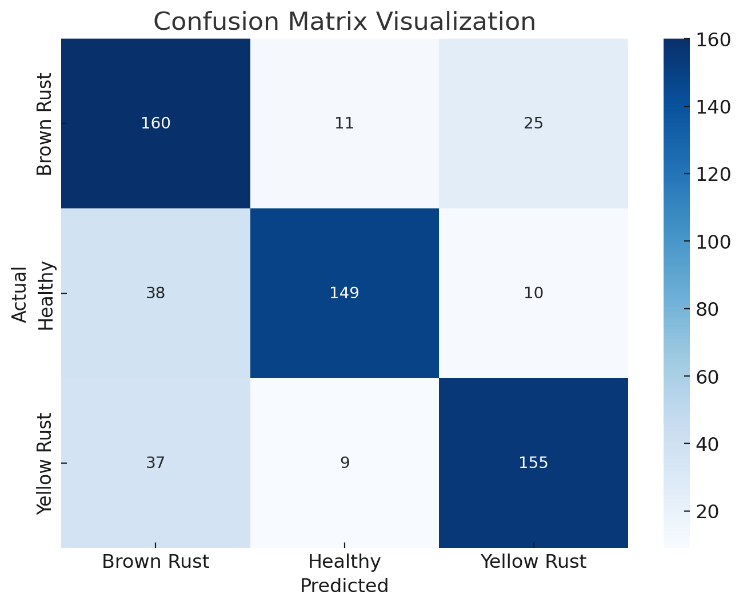 Confusion Matrix Visualization
Brown Rust
160
11
25
Actual
Healthy
38
149
10
Yellow Rust
37
9
155
Brown Rust
Healthy
Yellow Rust
Predicted
160
140
120
100
80
60
40
20